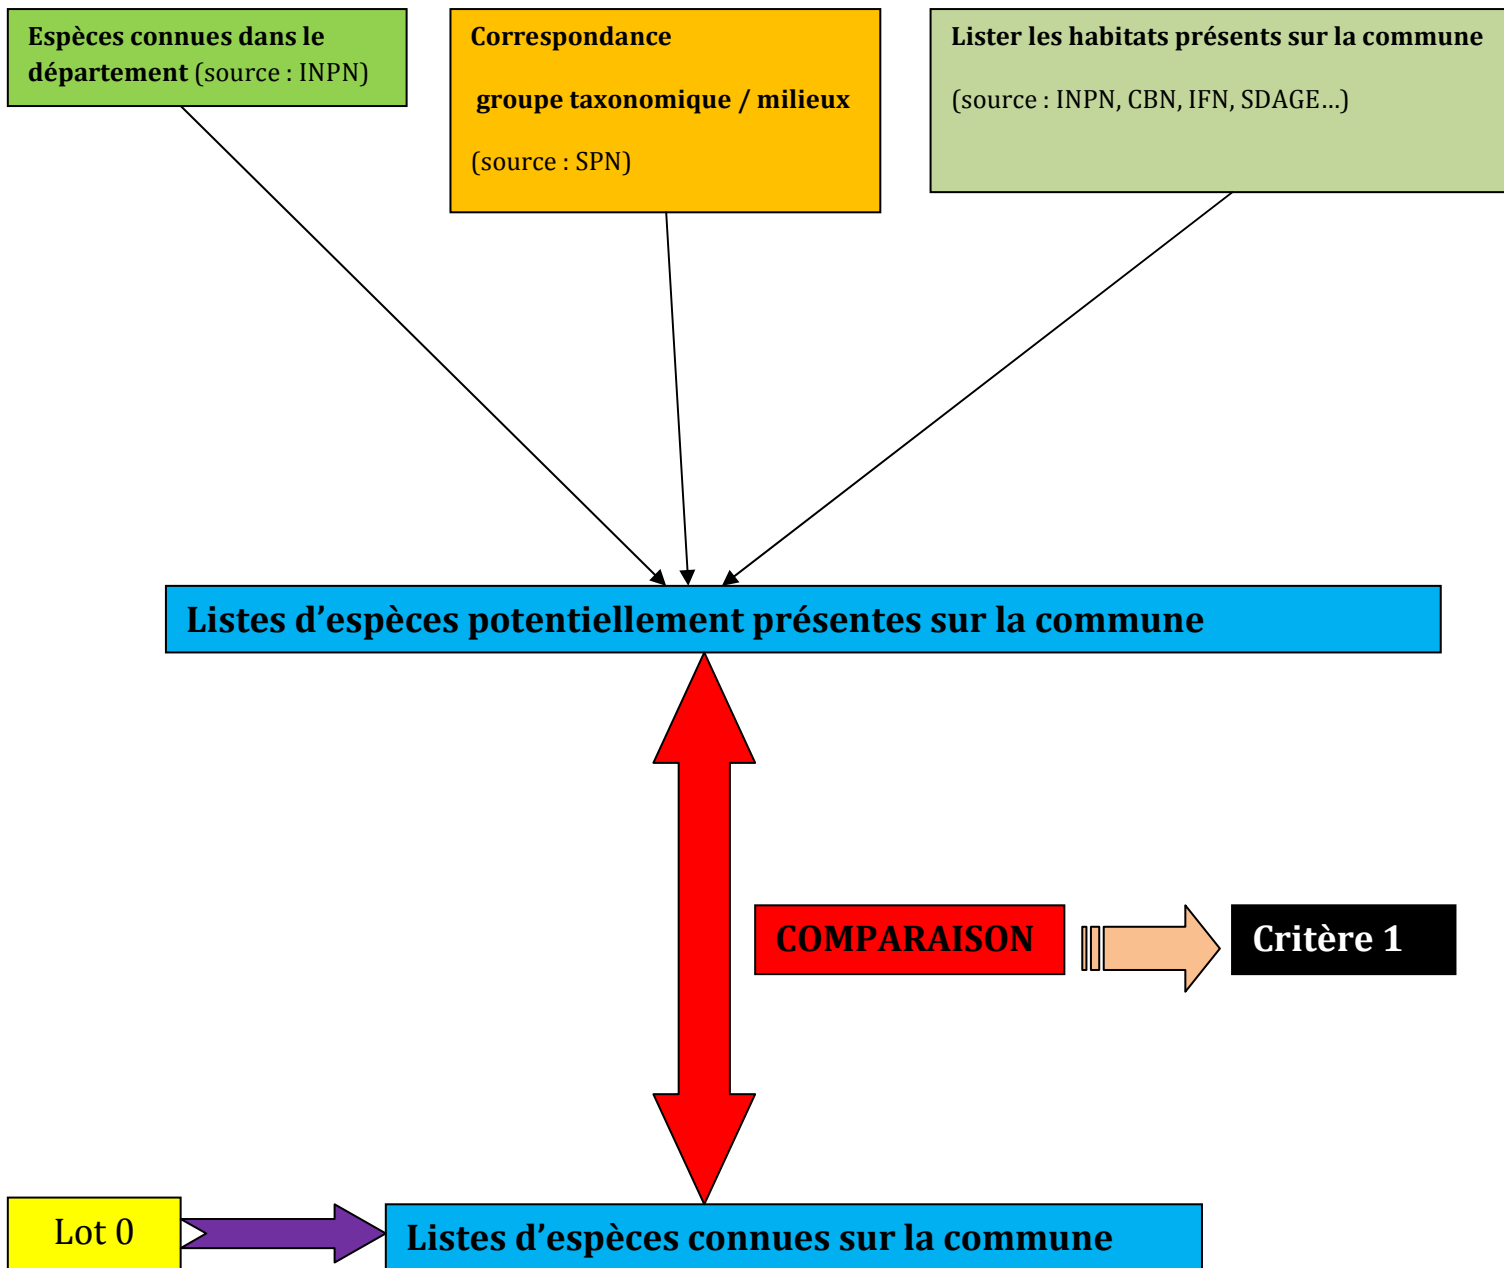 Espèces connues dans le
département (source : INPN)
Correspondance
groupe taxonomique / milieux
(source : SPN)
Lister les habitats présents sur la commune
(source : INPN, CBN, IFN, SDAGE…)
Listes d’espèces potentiellement présentes sur la commune
COMPARAISON
Critère 1
Lot 0
Listes d’espèces connues sur la commune